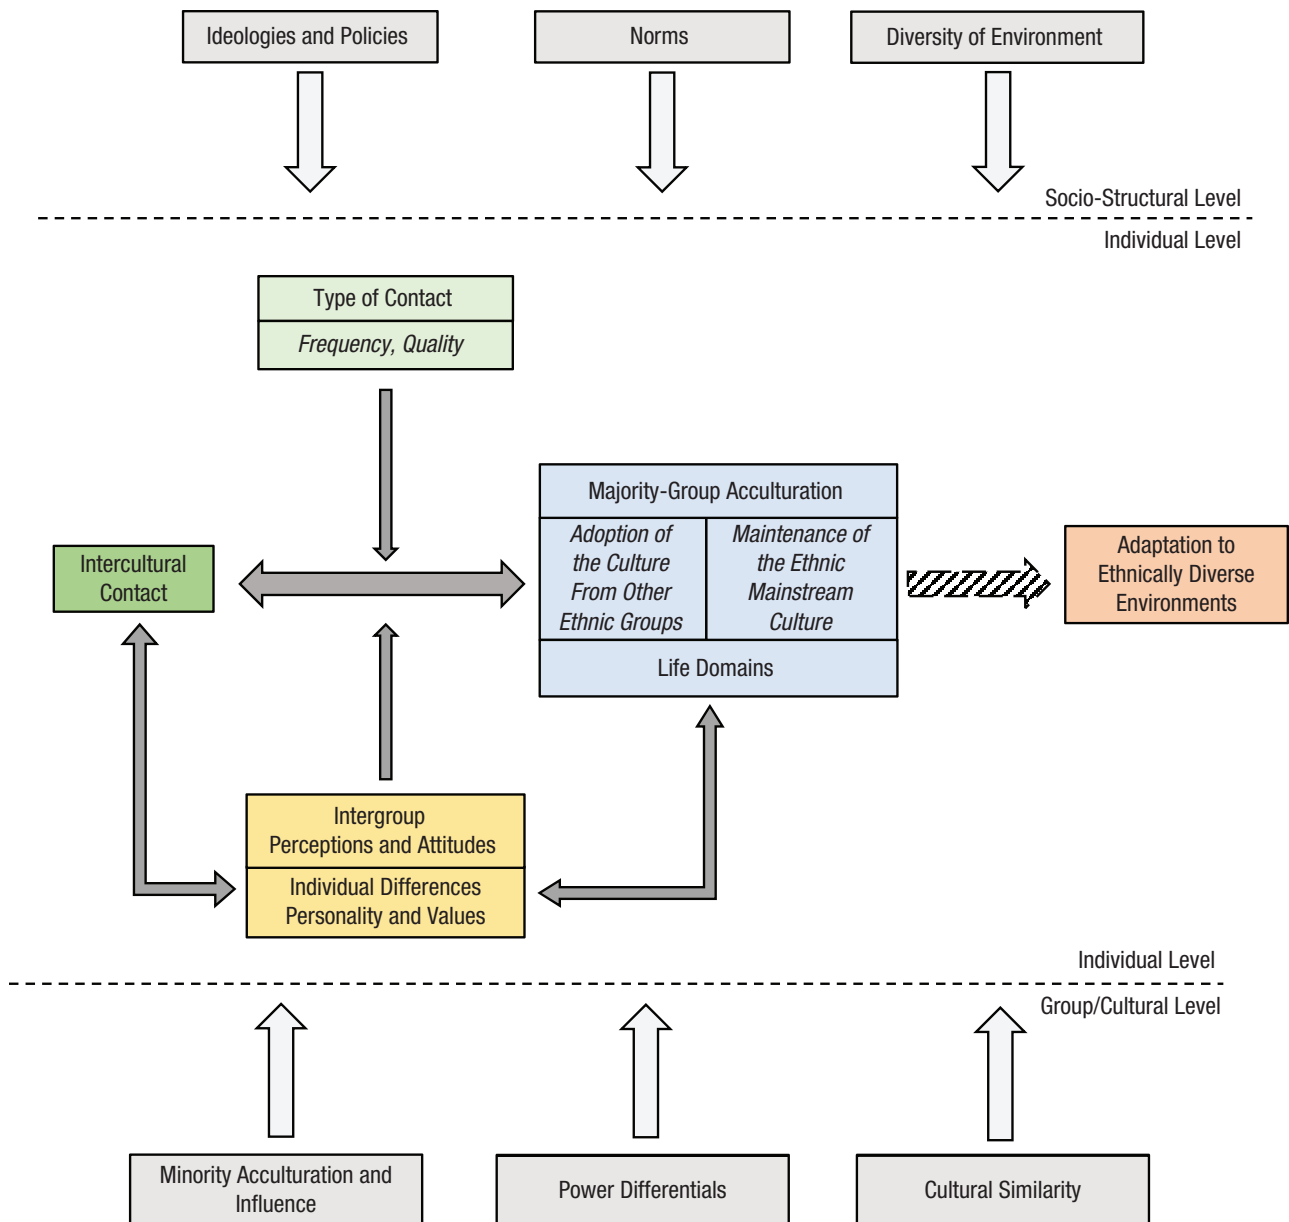 Ideologies and Policies
Norms
Diversity of Environment
Socio-Structural Level
Individual Level
Type of Contact
Frequency, Quality
Majority-Group Acculturation
Adoption of
the Culture
From Other
Ethnic Groups
Maintenance of
the Ethnic
Mainstream
Culture
Life Domains
Intercultural
Contact
Adaptation to
Ethnically Diverse
Environments
Intergroup
Perceptions and Attitudes
Individual Differences
Personality and Values
Individual Level
Group/Cultural Level
Minority Acculturation and
Influence
Power Differentials
Cultural Similarity